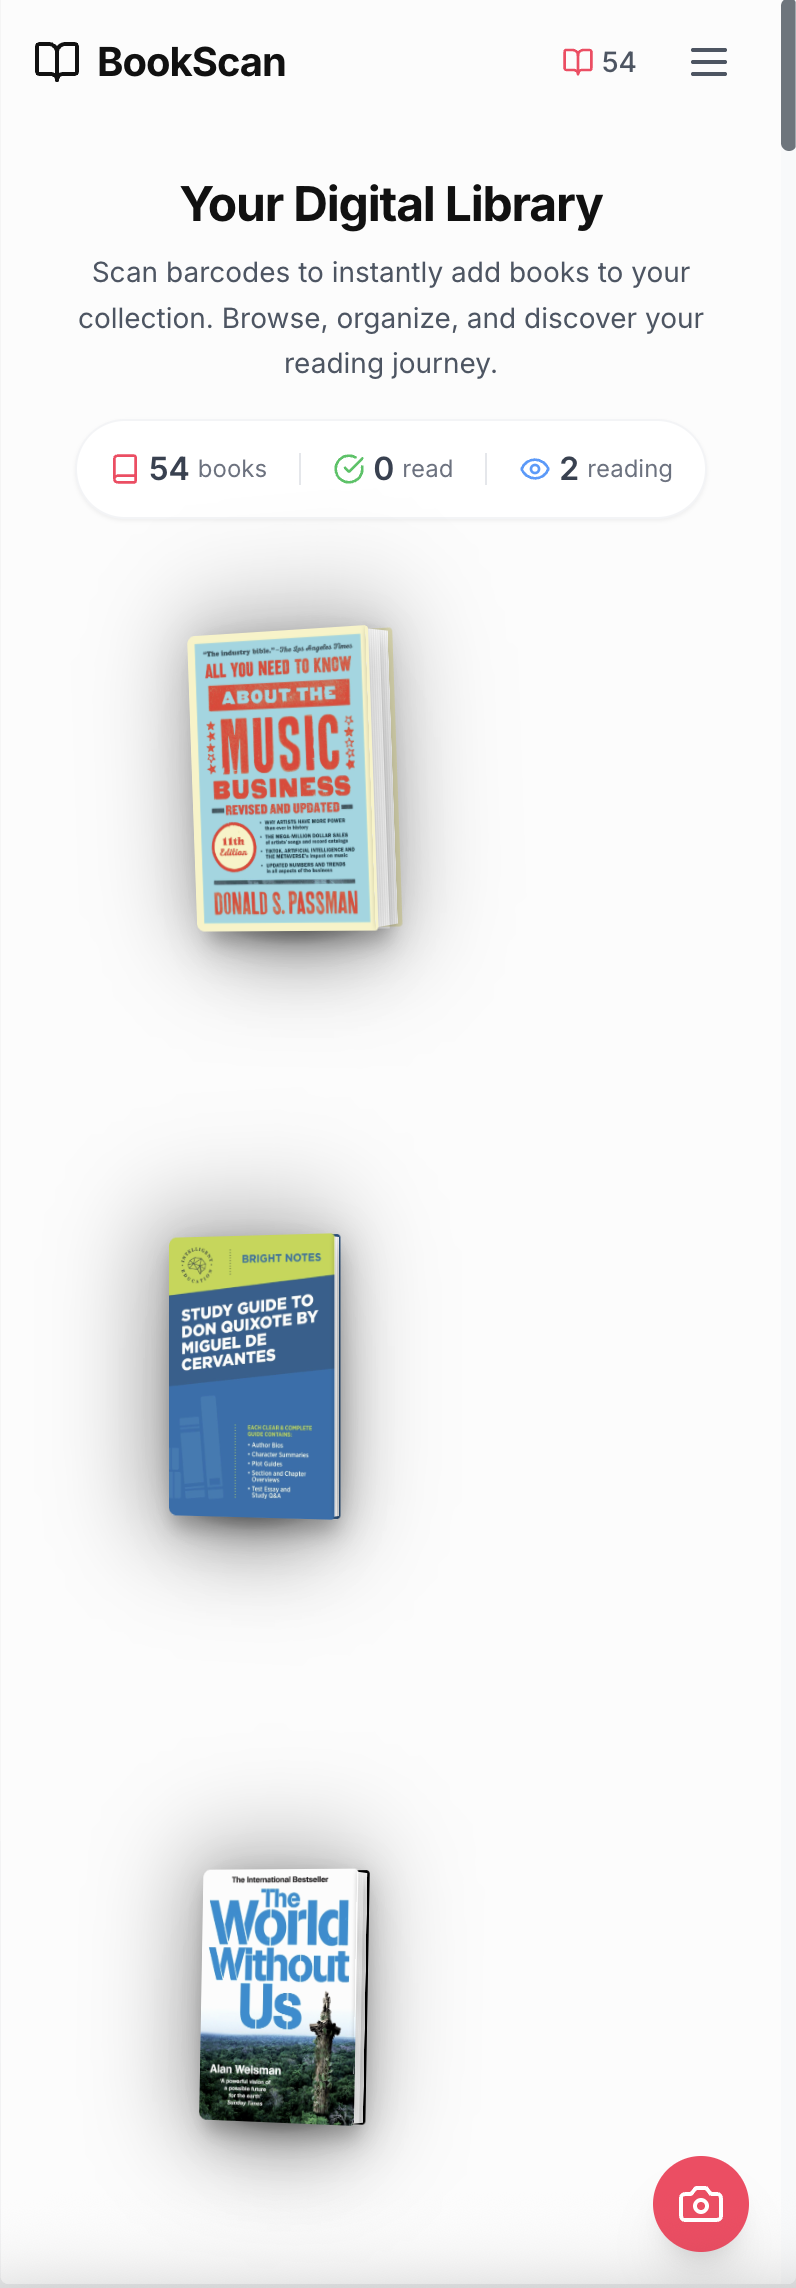 BookScan
54
Your Digital Library
Scan barcodes to instantly add books to your
collection. Browse, organize, and discover your
reading journey.
54 books
0 read
2 reading
"The industry bible." –The Los Angeles Times
ALL YOU NEED TO KNOW
ABOUT THE
MUSIC
BUSINESS
REVISED AND UPDATED
11th
Edition
• WHY ARTISTS HAVE MORE POWER
than ever in history
• THE MEGA-MILLION DOLLAR SALES
of artists' songs and record catalogs
• TIKTOK, ARTIFICIAL INTELLIGENCE AND
THE METAVERSE's impact on music
• UPDATED NUMBERS AND TRENDS
in all aspects of the business
DONALD S. PASSMAN
INTELLIGENT
EDUCATION
BRIGHT NOTES
STUDY GUIDE TO
DON QUIXOTE BY
MIGUEL DE
CERVANTES
EACH CLEAR & COMPLETE
GUIDE CONTAINS:
• Author Bios
• Character Summaries
• Plot Guides
• Section and Chapter
Overviews
• Test Essay and
Study Q&A
The International Bestseller
The
World
Without
Us
Alan Weisman
'A powerful vision of
a possible future
for the earth'
Sunday Times